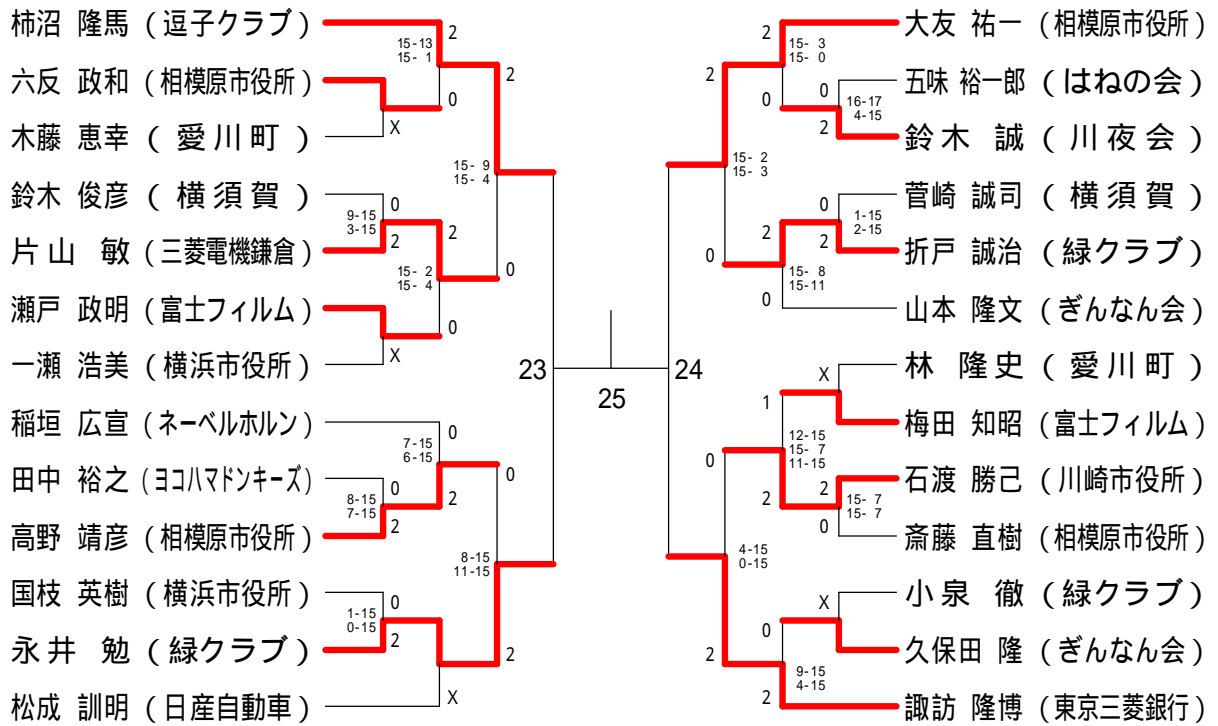 柿沼 隆馬 (逗子クラブ)
六反 政和 (相模原市役所)
木藤 恵幸 (愛川町)
鈴木 俊彦 (横須賀)
片山 敏 (三菱電機鎌倉)
瀬戸 政明 (富士フィルム)
一瀬 浩美 (横浜市役所)
稲垣 広宣 (ネーベルホルン)
田中 裕之 (ヨコハマドンキーズ)
高野 靖彦 (相模原市役所)
国枝 英樹 (横浜市役所)
永井 勉 (緑クラブ)
松成 訓明 (日産自動車)
2
15-13
15- 1
0
X
2
15- 9
15- 4
0
9-15
3-15
2
2
15- 2
15- 4
0
X
0
0
7-15
6-15
2
0
8-15
7-15
2
0
8-15
11-15
2
0
1-15
0-15
2
X
23
25
24
大友 祐一 (相模原市役所)
五味 裕一郎 (はねの会)
鈴木 誠 (川夜会)
菅崎 誠司 (横須賀)
折戸 誠治 (緑クラブ)
山本 隆文 (ぎんなん会)
林 隆史 (愛川町)
梅田 知昭 (富士フィルム)
石渡 勝己 (川崎市役所)
斎藤 直樹 (相模原市役所)
小泉 徹 (緑クラブ)
久保田 隆 (ぎんなん会)
諏訪 隆博 (東京三菱銀行)
2
15- 3
15- 0
0
0
16-17
4-15
2
2
15- 2
15- 3
0
0
1-15
2-15
2
2
15- 8
15-11
0
X
1
12-15
15- 7
11-15
2
2
15- 7
15- 7
0
0
4-15
0-15
2
X
0
9-15
4-15
2